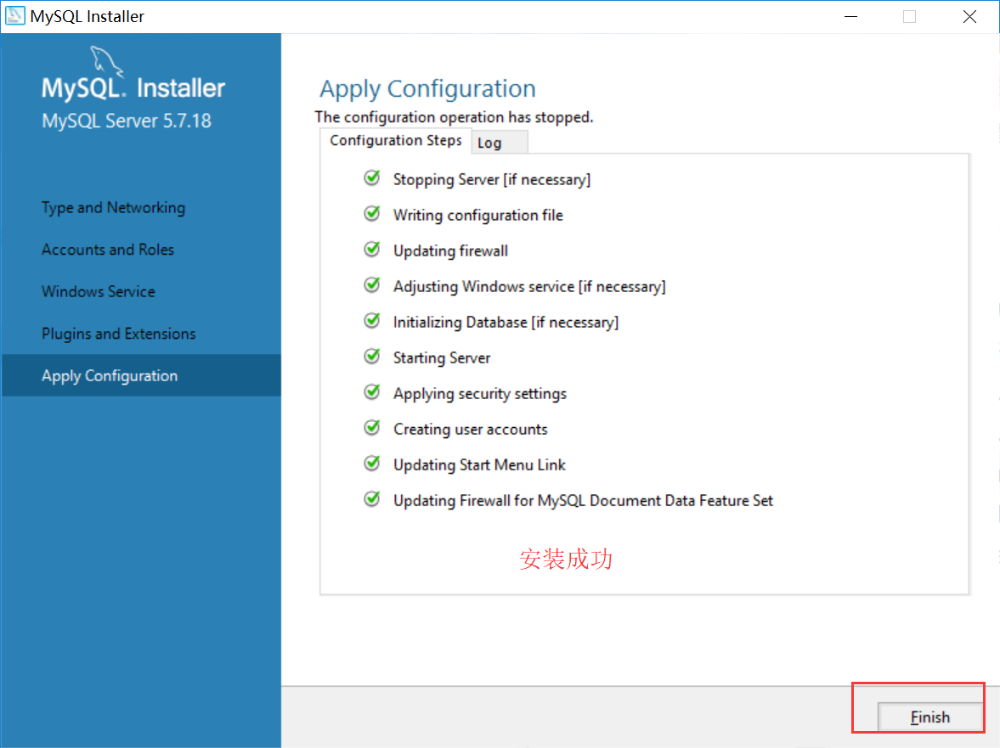 MySQL Installer
MySQL. Installer
MySQL Server 5.7.18
Type and Networking
Accounts and Roles
Windows Service
Plugins and Extensions
Apply Configuration
Apply Configuration
The configuration operation has stopped.
Configuration Steps Log
Stopping Server [if necessary]
Writing configuration file
Updating firewall
Adjusting Windows service [if necessary]
Initializing Database [if necessary]
Starting Server
Applying security settings
Creating user accounts
Updating Start Menu Link
Updating Firewall for MySQL Document Data Feature Set
安装成功
Finish